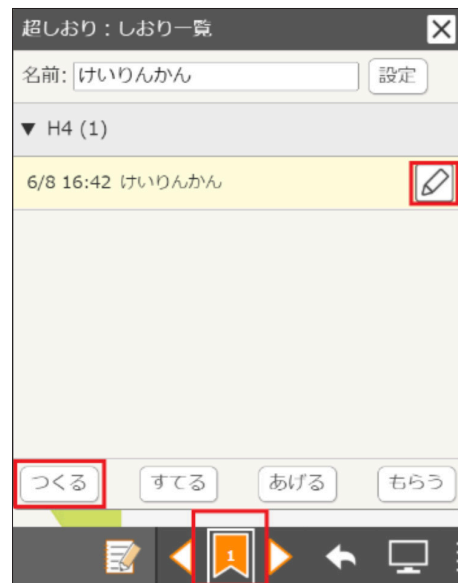 超しおり：しおり一覧
名前: けいりんかん 設定
▼ H4 (1)
6/8 16:42 けいりんかん
つくる すてる あげる もらう
1